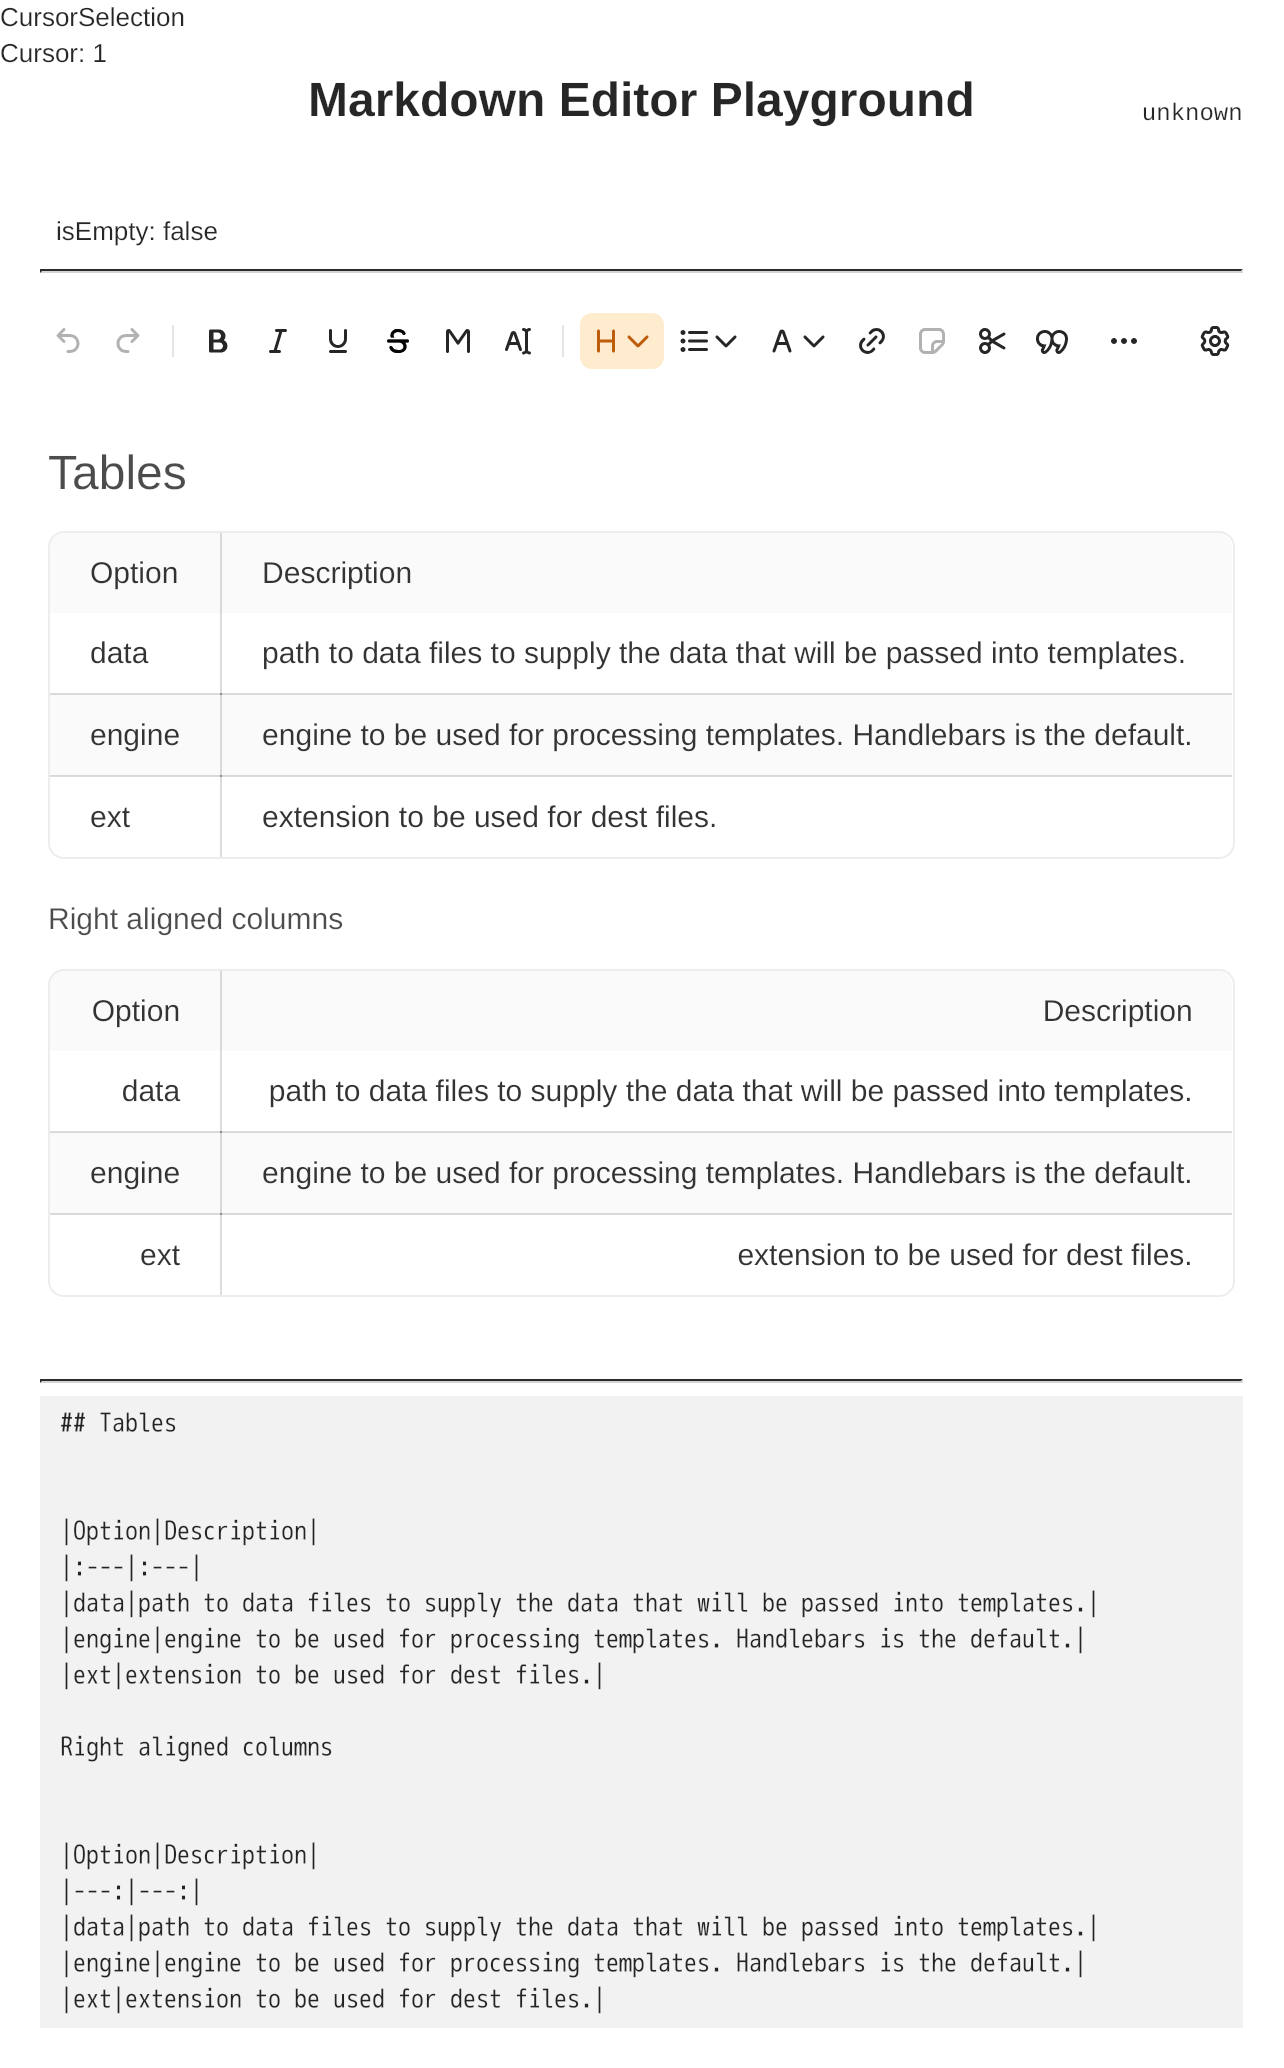 CursorSelection
Cursor: 1
Markdown Editor Playground
unknown
isEmpty: false
Tables
Option Description
data path to data files to supply the data that will be passed into templates.
engine engine to be used for processing templates. Handlebars is the default.
ext extension to be used for dest files.
Right aligned columns
Option Description
data path to data files to supply the data that will be passed into templates.
engine engine to be used for processing templates. Handlebars is the default.
ext extension to be used for dest files.
## Tables
|Option|Description|
|:---|:---|
|data|path to data files to supply the data that will be passed into templates.|
|engine|engine to be used for processing templates. Handlebars is the default.|
|ext|extension to be used for dest files.|
Right aligned columns
|Option|Description|
|---:|---:|
|data|path to data files to supply the data that will be passed into templates.|
|engine|engine to be used for processing templates. Handlebars is the default.|
|ext|extension to be used for dest files.|